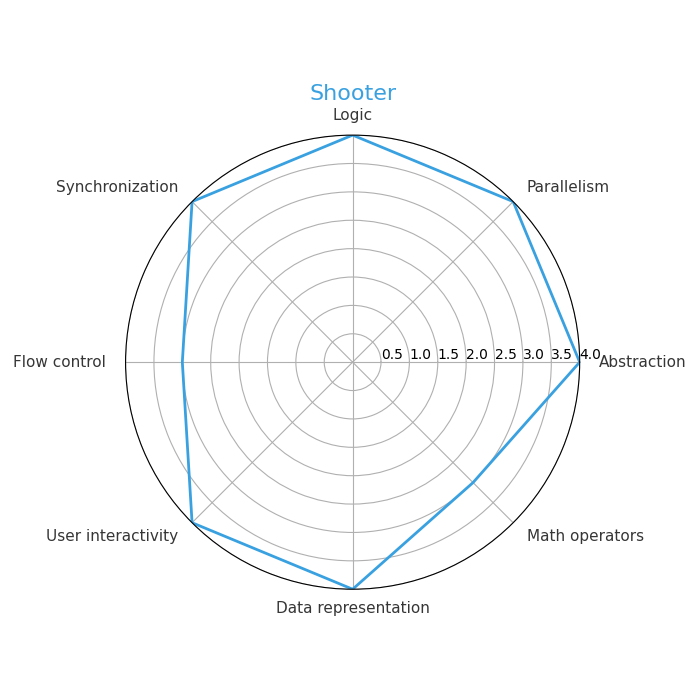 Shooter
Logic
Synchronization
Parallelism
Flow control
0.5 1.0 1.5 2.0 2.5 3.0 3.5 4.0
Abstraction
User interactivity
Math operators
Data representation